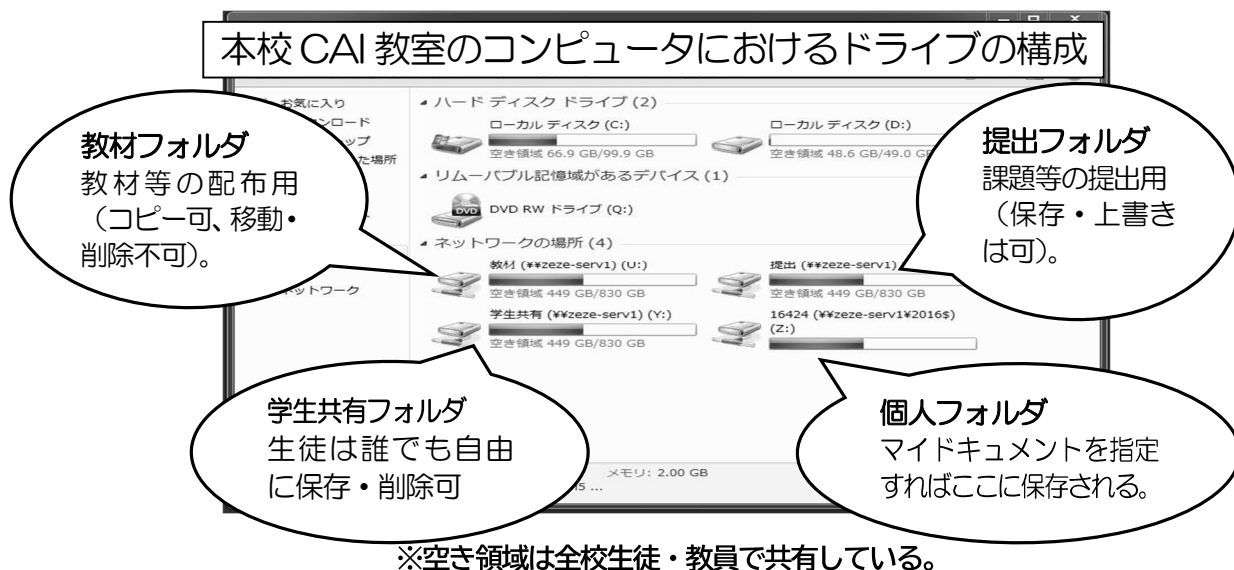 本校 CAI 教室のコンピュータにおけるドライブの構成
お気に入り
ンロード
ップ
た場所
ネットワーク
ハード ディスク ドライブ (2)
ローカル ディスク (C:)
空き領域 66.9 GB/99.9 GB
ローカル ディスク (D:)
空き領域 48.6 GB/49.0 G
リムーバブル記憶域があるデバイス (1)
DVD RW ドライブ (Q:)
ネットワークの場所 (4)
教材 (¥¥zeze-serv1) (U:)
空き領域 449 GB/830 GB
提出 (¥¥zeze-serv1)
空き領域 449 GB/830 GB
学生共有 (¥¥zeze-serv1) (Y:)
空き領域 449 GB/830 GB
16424 (¥¥zeze-serv1¥2016$)
(Z:)
メモリ: 2.00 GB
教材フォルダ
教材等の配布用
（コピー可、移動・
削除不可）。
提出フォルダ
課題等の提出用
（保存・上書き
は可）。
学生共有フォルダ
生徒は誰でも自由
に保存・削除可
個人フォルダ
マイドキュメントを指定
すればここに保存される。
※空き領域は全校生徒・教員で共有している。